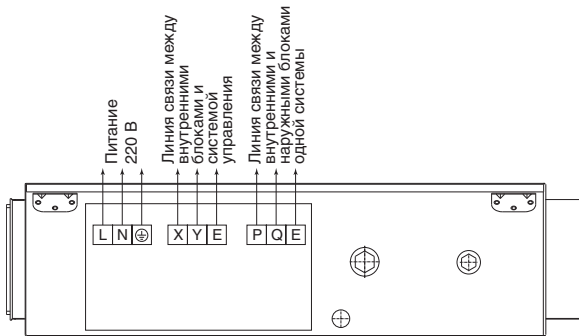 Питание
220 В
Линия связи между
внутренними
блоками и
системой
управления
Линия связи между
внутренними и
наружными блоками
одной системы
L N
X Y E
P Q E